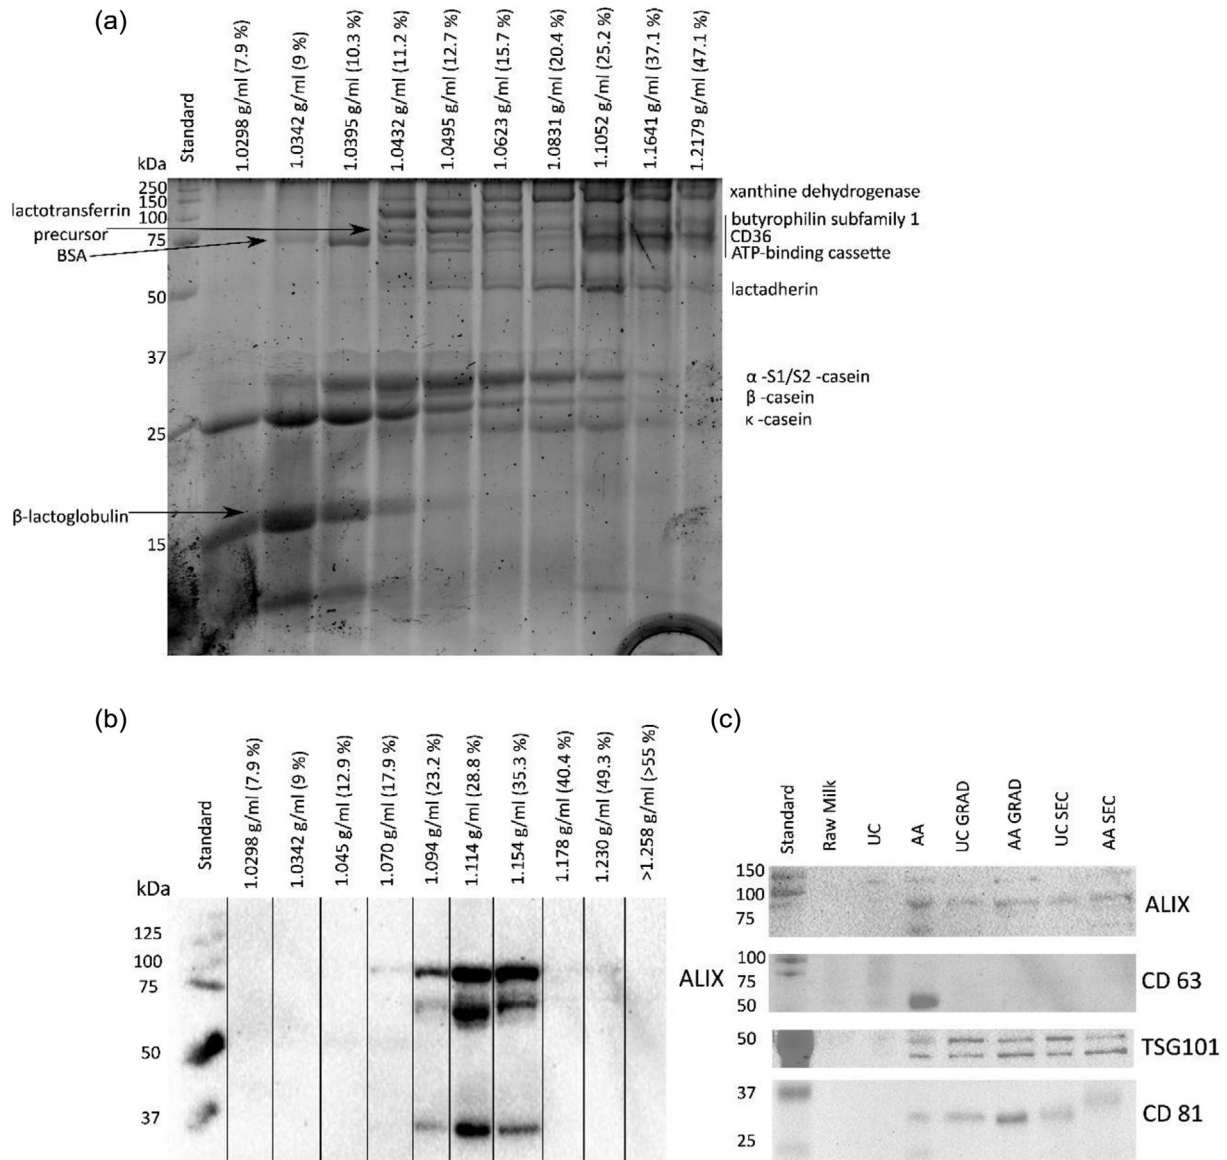 (a)
Standard
1.0298 g/ml (7.9 %)
1.0342 g/ml (9 %)
1.0395 g/ml (10.3 %)
1.0432 g/ml (11.2 %)
1.0495 g/ml (12.7 %)
1.0623 g/ml (15.7 %)
1.0831 g/ml (20.4 %)
1.1052 g/ml (25.2 %)
1.1641 g/ml (37.1 %)
1.2179 g/ml (47.1 %)
kDa
250
150
100
75
50
37
25
15
lactotransferrin
precursor
BSA
β-lactoglobulin
xanthine dehydrogenase
butyrophilin subfamily 1
CD36
ATP-binding cassette
lactadherin
α -S1/S2 -casein
β -casein
κ -casein
(b)
Standard
1.0298 g/ml (7.9 %)
1.0342 g/ml (9 %)
1.045 g/ml (12.9 %)
1.070 g/ml (17.9 %)
1.094 g/ml (23.2 %)
1.114 g/ml (28.8 %)
1.154 g/ml (35.3 %)
1.178 g/ml (40.4 %)
1.230 g/ml (49.3 %)
>1.258 g/ml (>55 %)
kDa
125
100
75
50
37
ALIX
(c)
Standard
Raw Milk
UC
AA
UC GRAD
AA GRAD
UC SEC
AA SEC
150
100
75
ALIX
100
75
50
CD 63
50
TSG101
37
25
CD 81